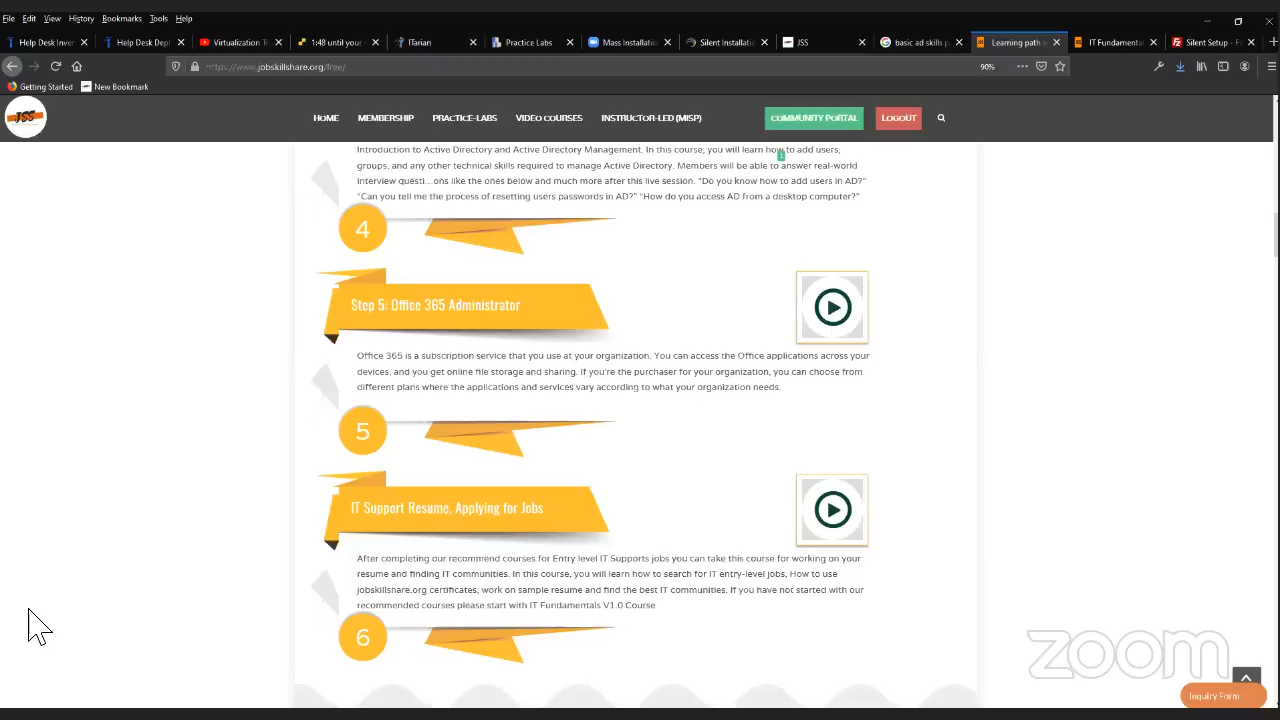 File Edit View History Bookmarks Tools Help
Help Desk Inver
Help Desk Dept
Virtualization T
1:48 until your
ITarian
Practice Labs
Mass Installatio
Silent Installatio
JSS
basic ad skills p
Learning path
IT Fundamenta
Silent Setup - Fr
https://www.jobskillshare.org/free/
90%
Getting Started
New Bookmark
JSS
HOME
MEMBERSHIP
PRACTICE-LABS
VIDEO COURSES
INSTRUCTOR-LED (MISP)
COMMUNITY PORTAL
LOGOUT
1
Introduction to Active Directory and Active Directory Management. In this course, you will learn how to add users,
groups, and any other technical skills required to manage Active Directory. Members will be able to answer real-world
interview questi...ons like the ones below and much more after this live session. “Do you know how to add users in AD?”
“Can you tell me the process of resetting users passwords in AD?” “How do you access AD from a desktop computer?”
4
Step 5: Office 365 Administrator
Office 365 is a subscription service that you use at your organization. You can access the Office applications across your
devices, and you get online file storage and sharing. If you're the purchaser for your organization, you can choose from
different plans where the applications and services vary according to what your organization needs.
5
IT Support Resume, Applying for Jobs
After completing our recommend courses for Entry level IT Supports jobs you can take this course for working on your
resume and finding IT communities. In this course, you will learn how to search for IT entry-level jobs, How to use
jobskillshare.org certificates, work on sample resume and find the best IT communities. If you have not started with our
recommended courses please start with IT Fundamentals V1.0 Course
6
zoom
Inquiry Form